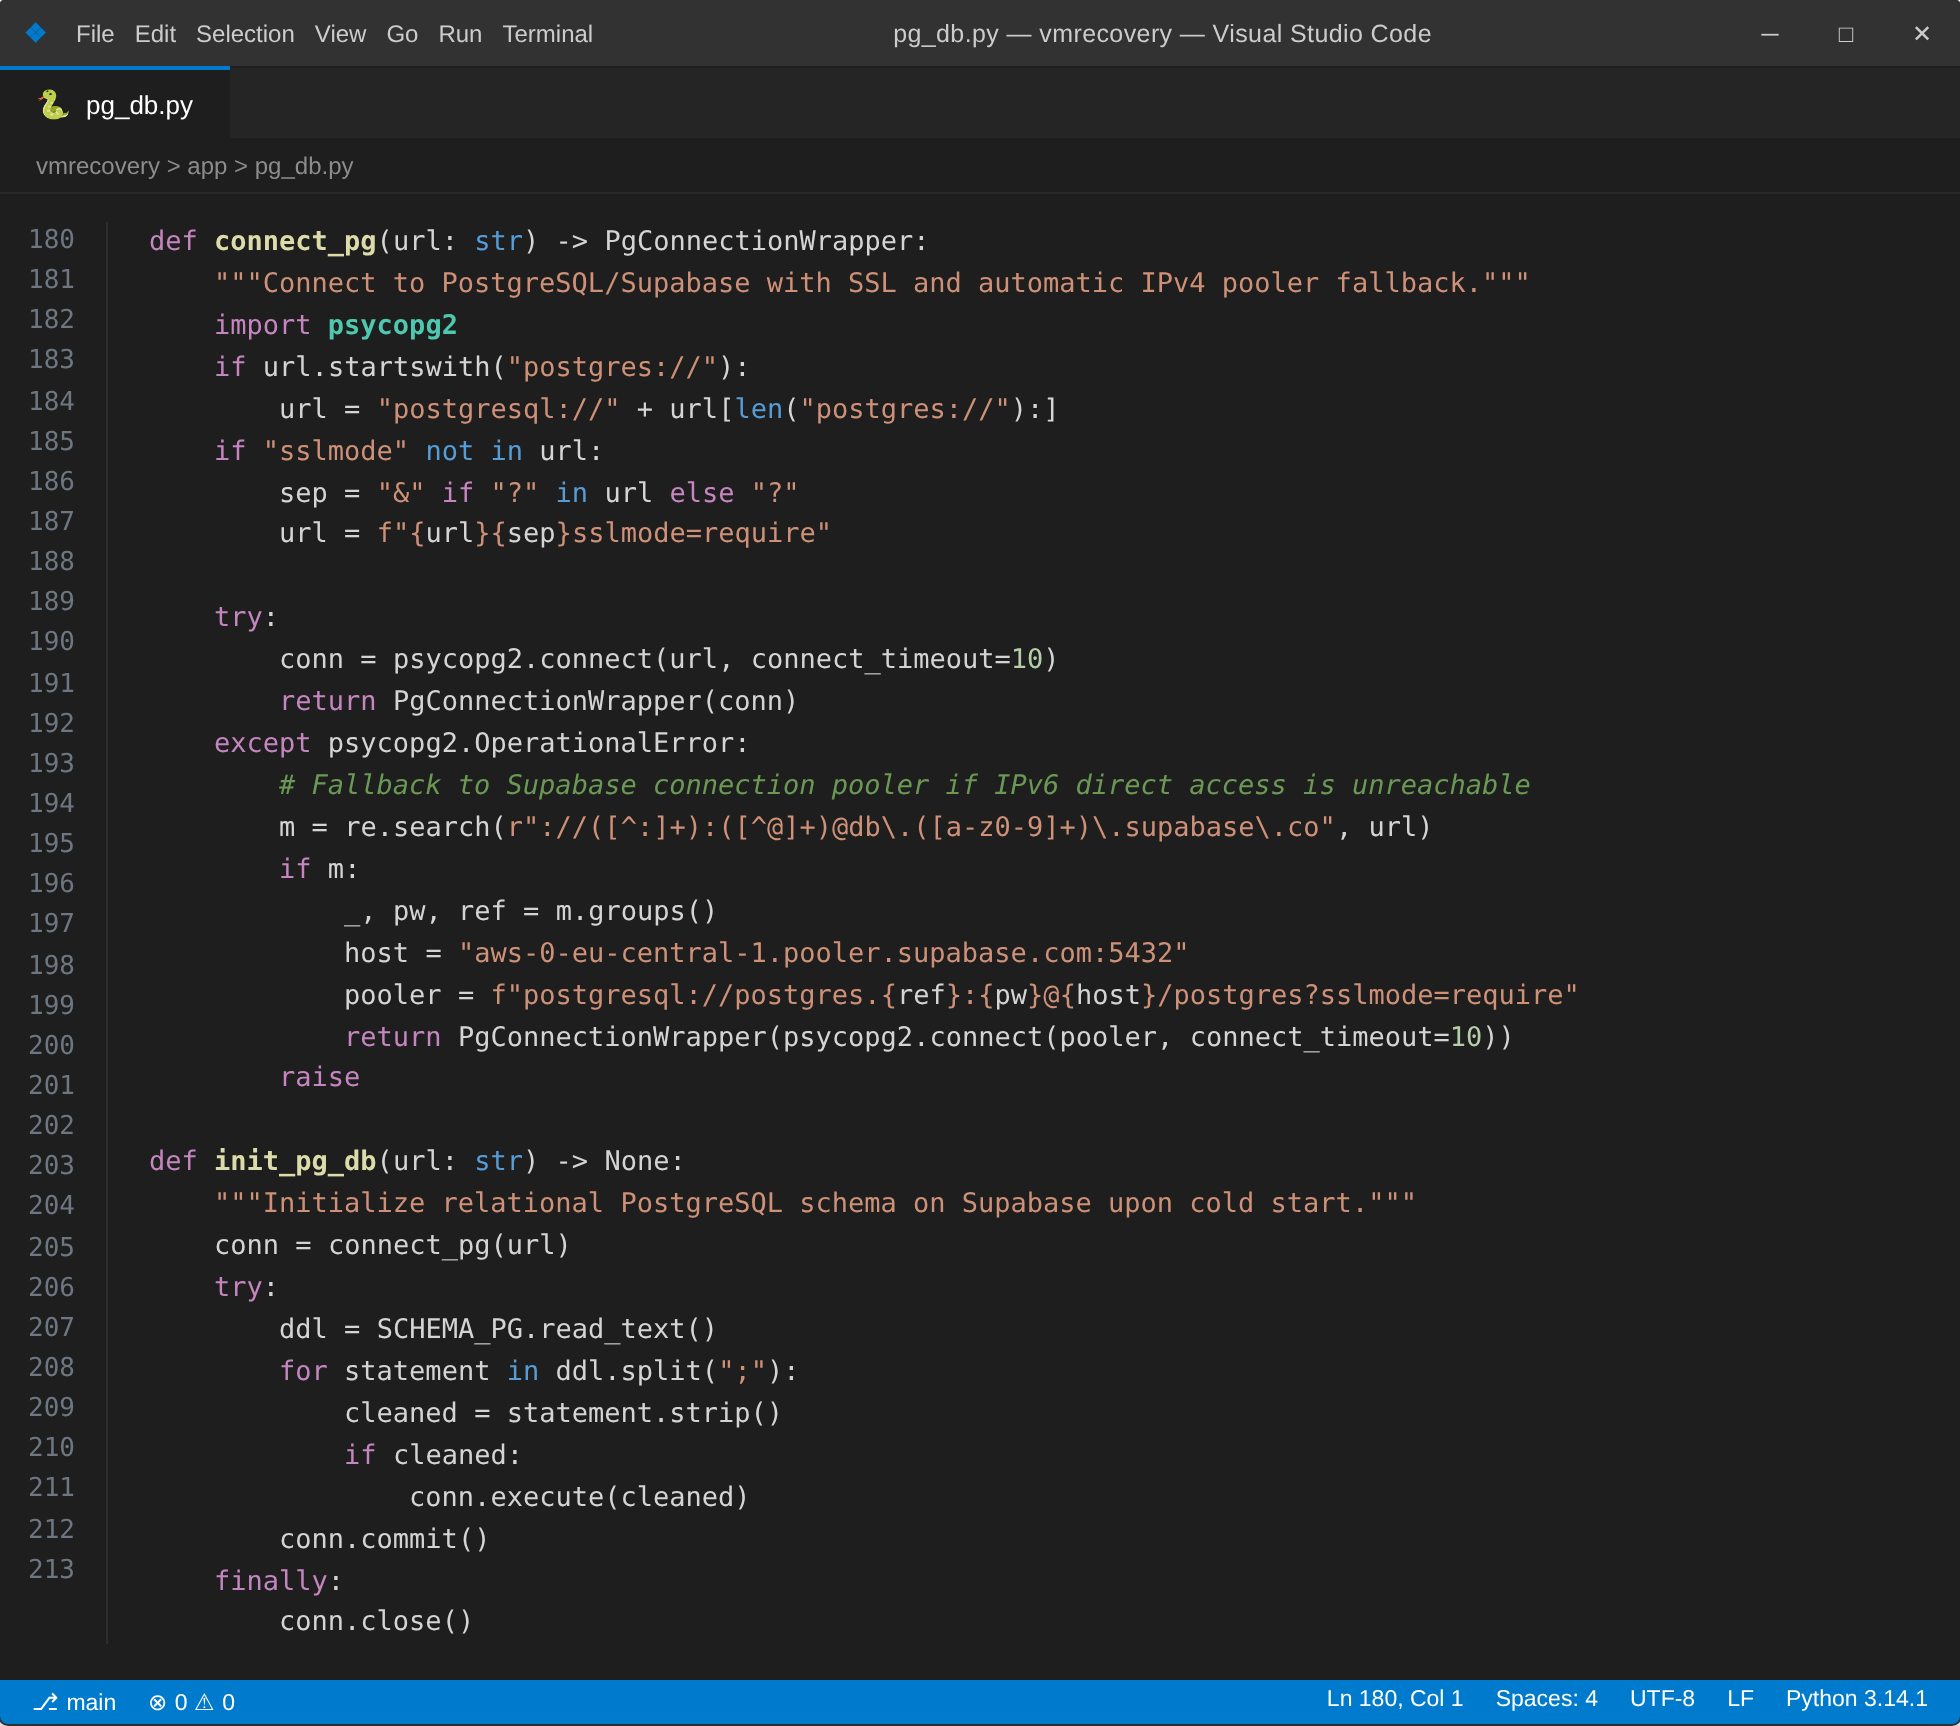 File Edit Selection View Go Run Terminal pg_db.py — vmrecovery — Visual Studio Code
pg_db.py
vmrecovery > app > pg_db.py
180 def connect_pg(url: str) -> PgConnectionWrapper:
181     """Connect to PostgreSQL/Supabase with SSL and automatic IPv4 pooler fallback."""
182     import psycopg2
183     if url.startswith("postgres://"):
184         url = "postgresql://" + url[len("postgres://"):]
185     if "sslmode" not in url:
186         sep = "&" if "?" in url else "?"
187         url = f"{url}{sep}sslmode=require"
188
189     try:
190         conn = psycopg2.connect(url, connect_timeout=10)
191         return PgConnectionWrapper(conn)
192     except psycopg2.OperationalError:
193         # Fallback to Supabase connection pooler if IPv6 direct access is unreachable
194         m = re.search(r"://([^:]+):([^@]+)@db\.([a-z0-9]+)\.supabase\.co", url)
195         if m:
196             _, pw, ref = m.groups()
197             host = "aws-0-eu-central-1.pooler.supabase.com:5432"
198             pooler = f"postgresql://postgres.{ref}:{pw}@{host}/postgres?sslmode=require"
199             return PgConnectionWrapper(psycopg2.connect(pooler, connect_timeout=10))
200         raise
201
202 def init_pg_db(url: str) -> None:
203     """Initialize relational PostgreSQL schema on Supabase upon cold start."""
204     conn = connect_pg(url)
205     try:
206         ddl = SCHEMA_PG.read_text()
207         for statement in ddl.split(";"):
208             cleaned = statement.strip()
209             if cleaned:
210                 conn.execute(cleaned)
211         conn.commit()
212     finally:
213         conn.close()
main ⊗ 0 ⚠ 0 Ln 180, Col 1 Spaces: 4 UTF-8 LF Python 3.14.1